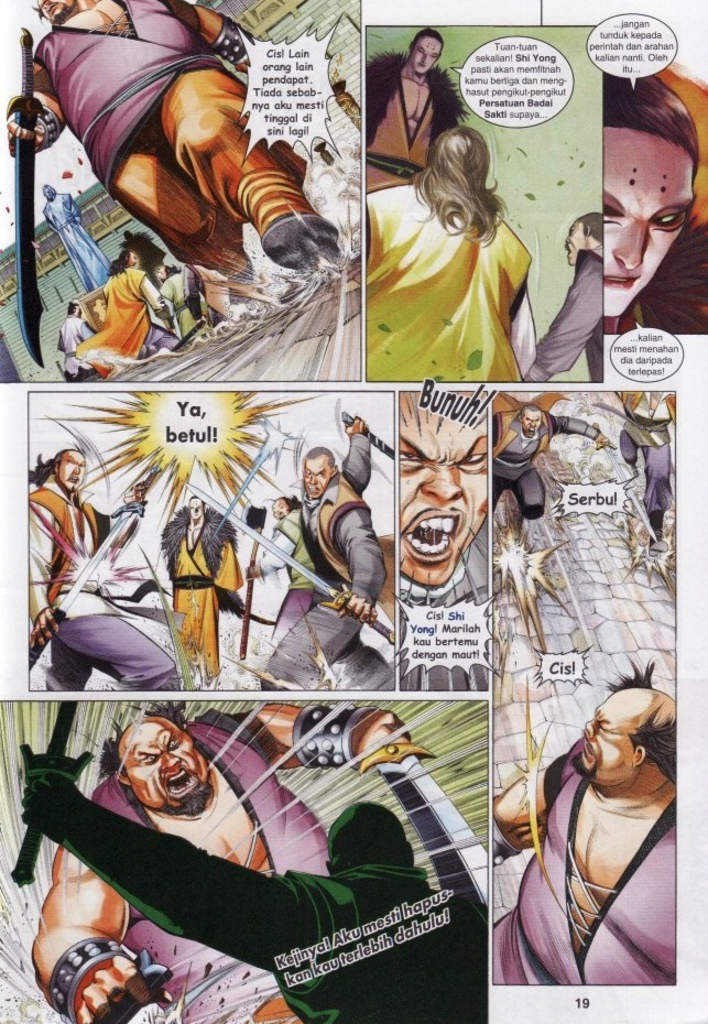 Cis! Lain
orang lain
pendapat.
Tiada sebab-
nya aku mesti
tinggal di
sini lagi!
Tuan-tuan
sekalian! Shi Yong
pasti akan memfitnah
kamu bertiga dan meng-
hasut pengikut-pengikut
Persatuan Badai
Sakti supaya...
...jangan
tunduk kepada
perintah dan arahan
kalian nanti. Oleh
itu...
...kalian
mesti menahan
dia daripada
terlepas!
Ya,
betul!
Bunuh!
Cis! Shi
Yong! Marilah
kau bertemu
dengan maut!
Serbu!
Cis!
Kejinya! Aku mesti hapus-
kan kau terlebih dahulu!
19